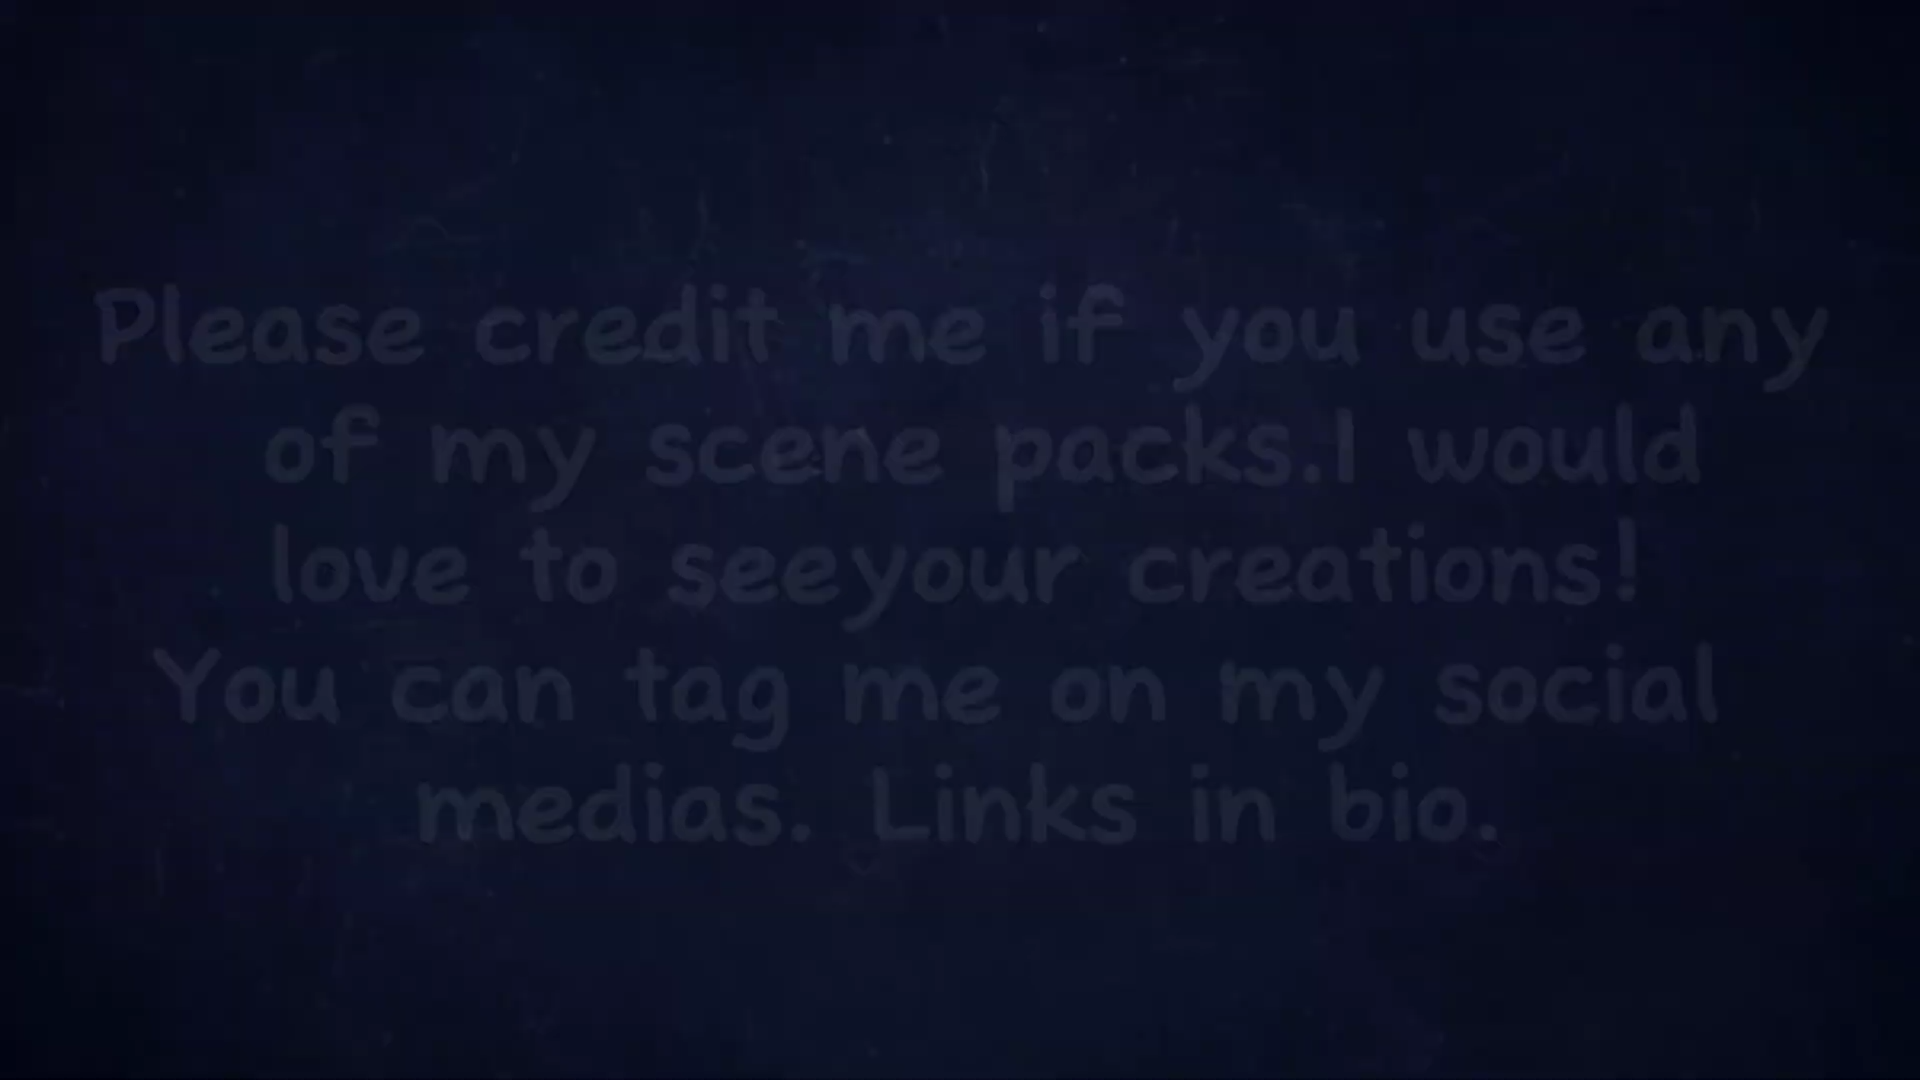 Please credit me if you use any
of my scene packs.I would
love to seeyour creations!
You can tag me on my social
medias. Links in bio.